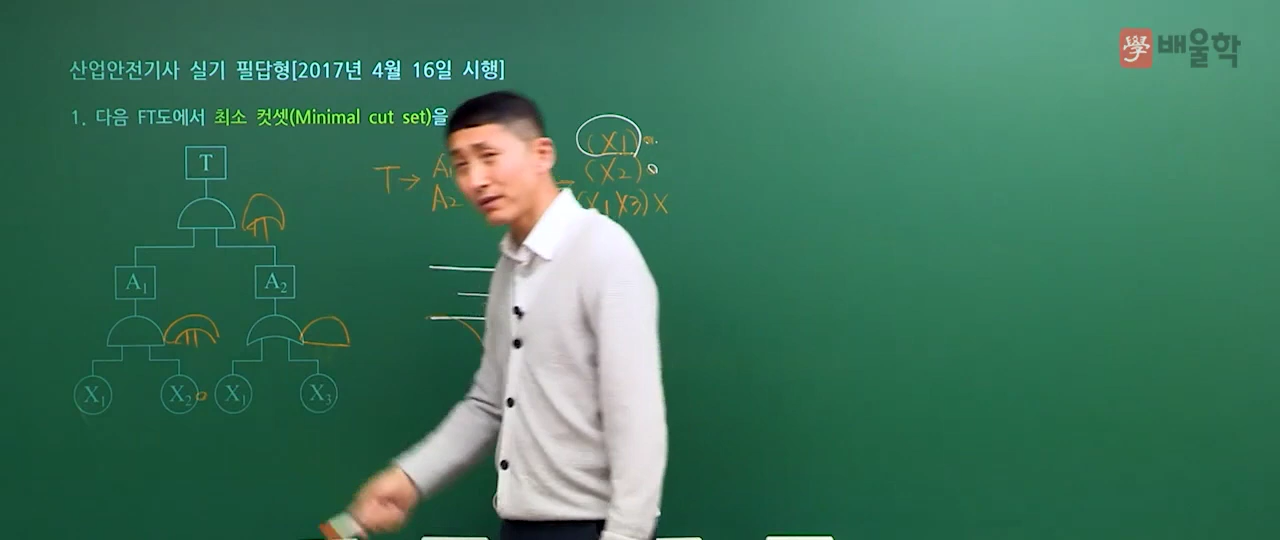 學 배울학
산업안전기사 실기 필답형[2017년 4월 16일 시행]
1. 다음 FT도에서 최소 컷셋(Minimal cut set)을
T
A₁ A₂
X₁ X₂ X₁ X₃
T→
A₂
(X1)
(X2)
(X1X3)X